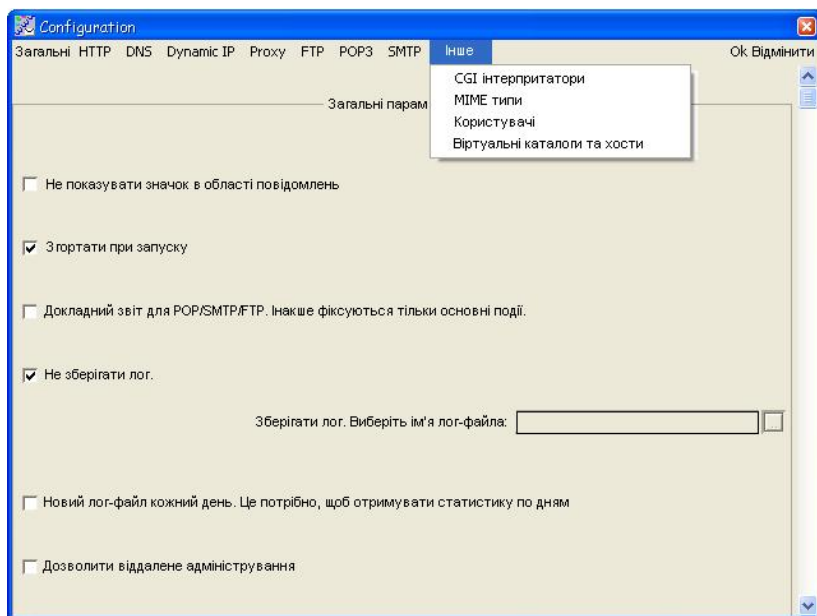 Configuration
Загальні HTTP DNS Dynamic IP Proxy FTP POP3 SMTP Інше Ok Відмінити
CGI інтерпритатори
MIME типи
Користувачі
Віртуальні каталоги та хости
Загальні парам
Не показувати значок в області повідомлень
Згортати при запуску
Докладний звіт для POP/SMTP/FTP. Інакше фіксуються тільки основні події.
Не зберігати лог.
Зберігати лог. Виберіть ім'я лог-файла:
...
Новий лог-файл кожний день. Це потрібно, щоб отримувати статистику по дням
Дозволити віддалене адміністрування